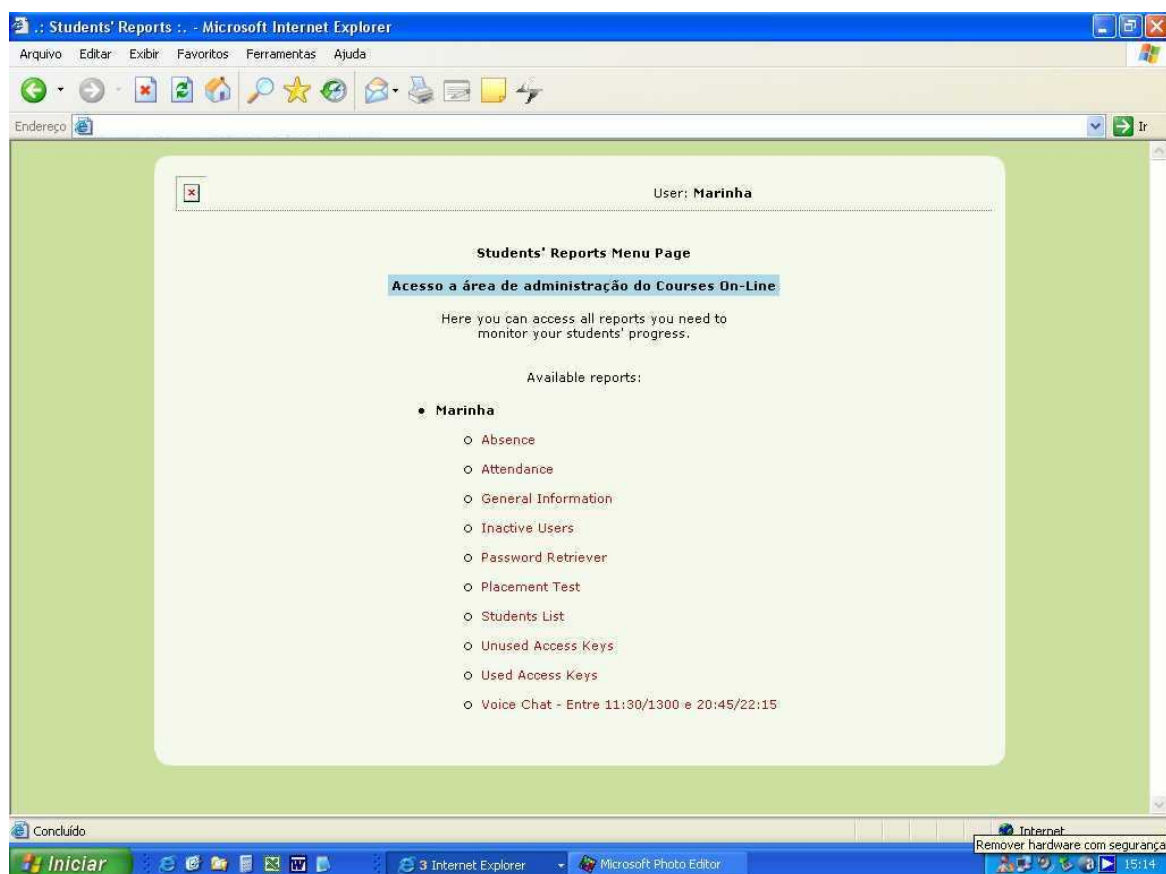 .: Students' Reports :. - Microsoft Internet Explorer
Arquivo Editar Exibir Favoritos Ferramentas Ajuda
Endereço Ir
User: Marinha
Students' Reports Menu Page
Acesso a área de administração do Courses On-Line
Here you can access all reports you need to
monitor your students' progress.
Available reports:
Marinha
Absence
Attendance
General Information
Inactive Users
Password Retriever
Placement Test
Students List
Unused Access Keys
Used Access Keys
Voice Chat - Entre 11:30/1300 e 20:45/22:15
Concluído Internet
Remover hardware com segurança
Iniciar 3 Internet Explorer Microsoft Photo Editor 15:14